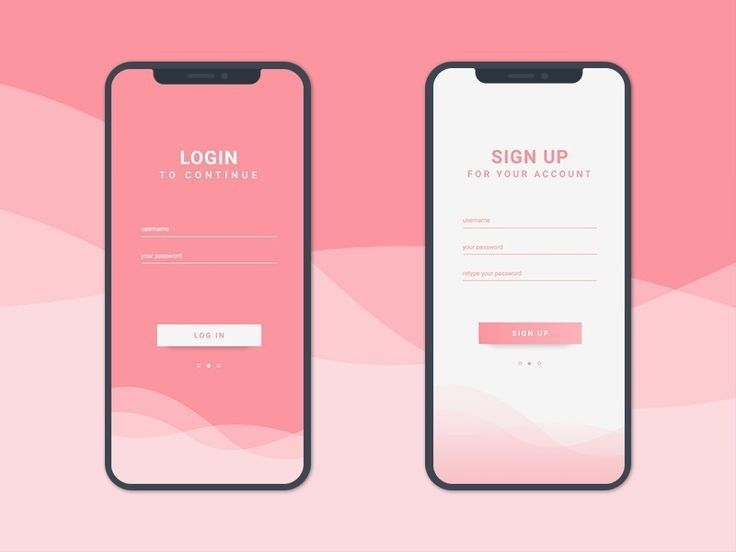 LOGIN
TO CONTINUE
username
your password
LOG IN
SIGN UP
FOR YOUR ACCOUNT
username
your password
retype your password
SIGN UP